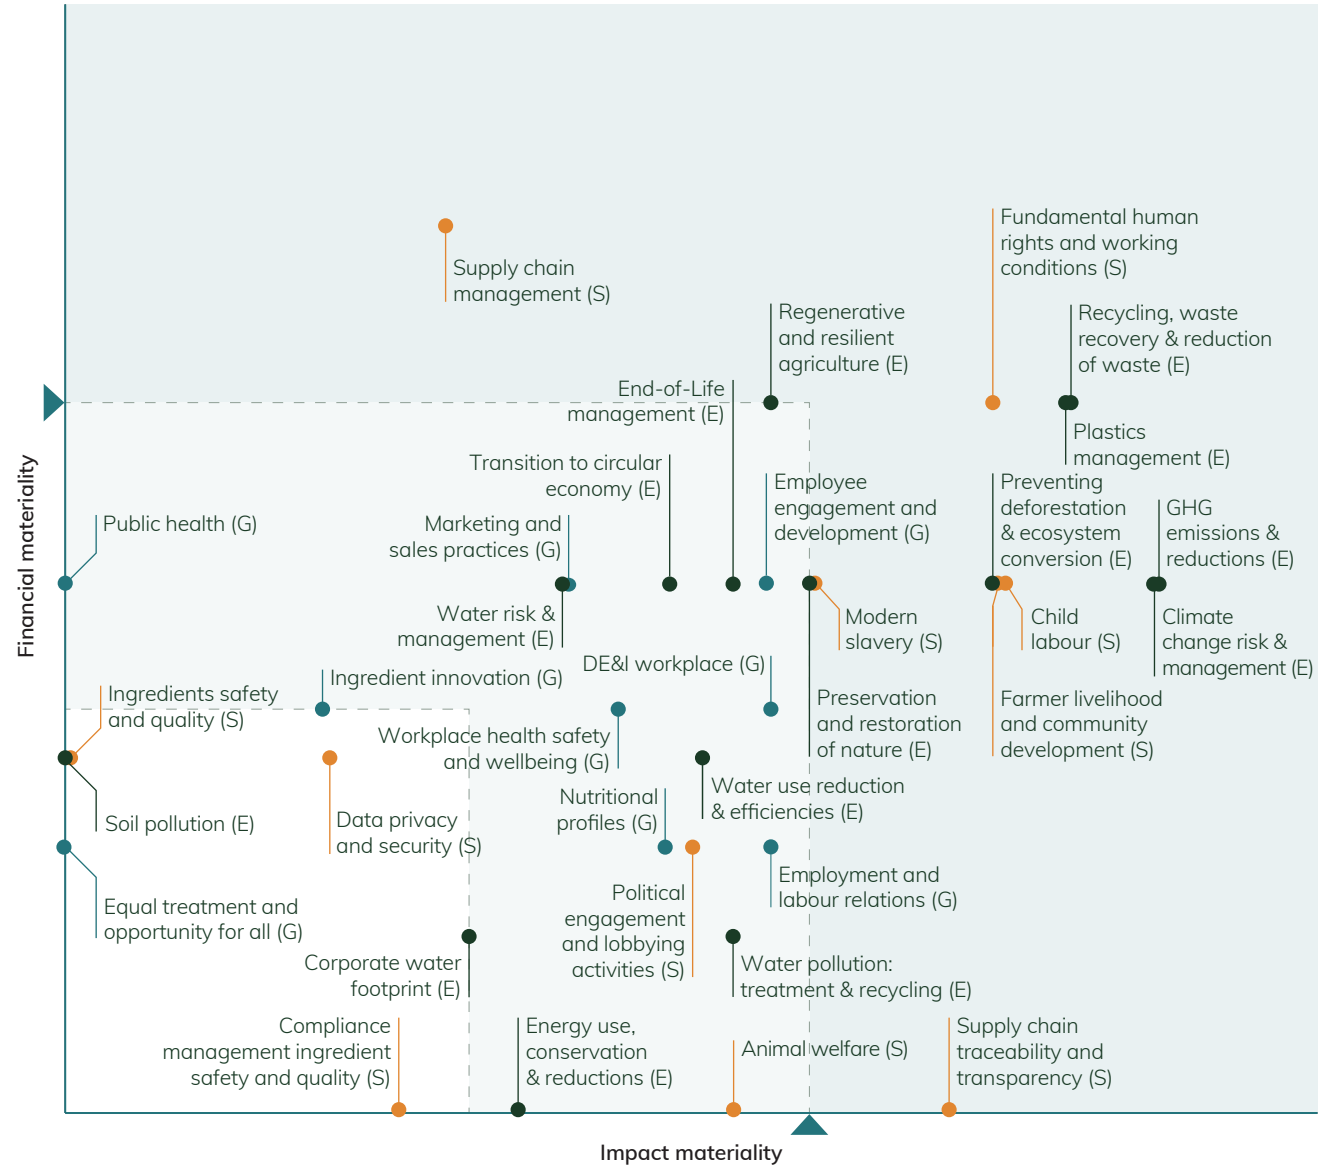 Fundamental human
rights and working
conditions (S)
Supply chain
management (S)
Regenerative
and resilient
agriculture (E)
Recycling, waste
recovery & reduction
of waste (E)
End-of-Life
management (E)
Plastics
management (E)
Transition to circular
economy (E)
Employee
engagement and
development (G)
Preventing
deforestation
& ecosystem
conversion (E)
GHG
emissions &
reductions (E)
Public health (G)
Marketing and
sales practices (G)
Water risk &
management (E)
Modern
slavery (S)
Child
labour (S)
Climate
change risk &
management (E)
DE&I workplace (G)
Ingredient innovation (G)
Ingredients safety
and quality (S)
Preservation
and restoration
of nature (E)
Farmer livelihood
and community
development (S)
Workplace health safety
and wellbeing (G)
Water use reduction
& efficiencies (E)
Nutritional
profiles (G)
Soil pollution (E)
Data privacy
and security (S)
Employment and
labour relations (G)
Political
engagement
and lobbying
activities (S)
Equal treatment and
opportunity for all (G)
Corporate water
footprint (E)
Water pollution:
treatment & recycling (E)
Compliance
management ingredient
safety and quality (S)
Energy use,
conservation
& reductions (E)
Animal welfare (S)
Supply chain
traceability and
transparency (S)
Financial materiality
Impact materiality